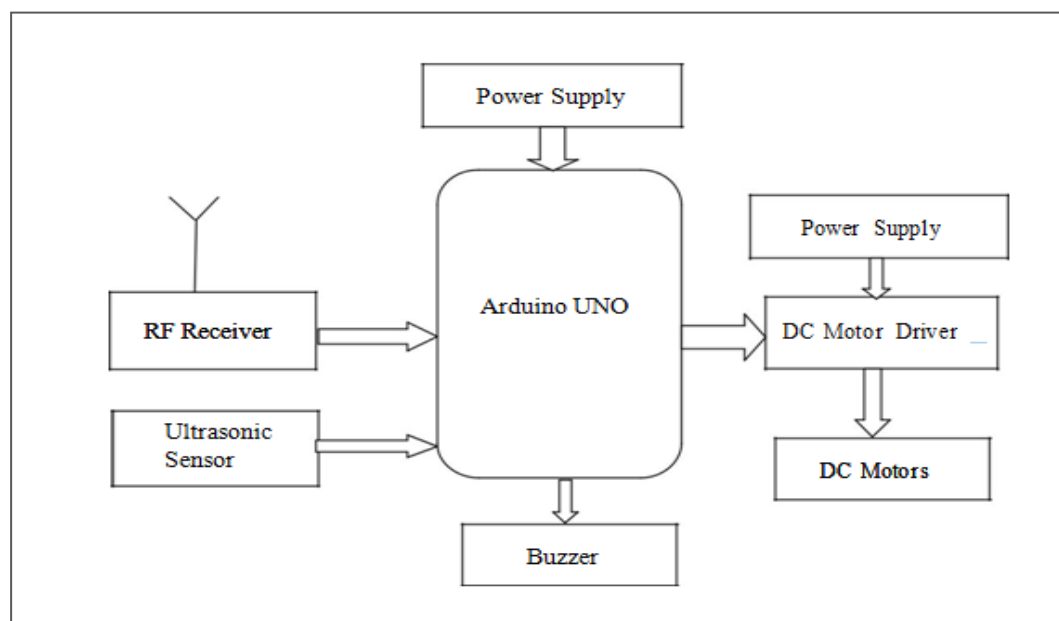 Power Supply
Power Supply
Arduino UNO
RF Receiver
DC Motor Driver
Ultrasonic
Sensor
DC Motors
Buzzer